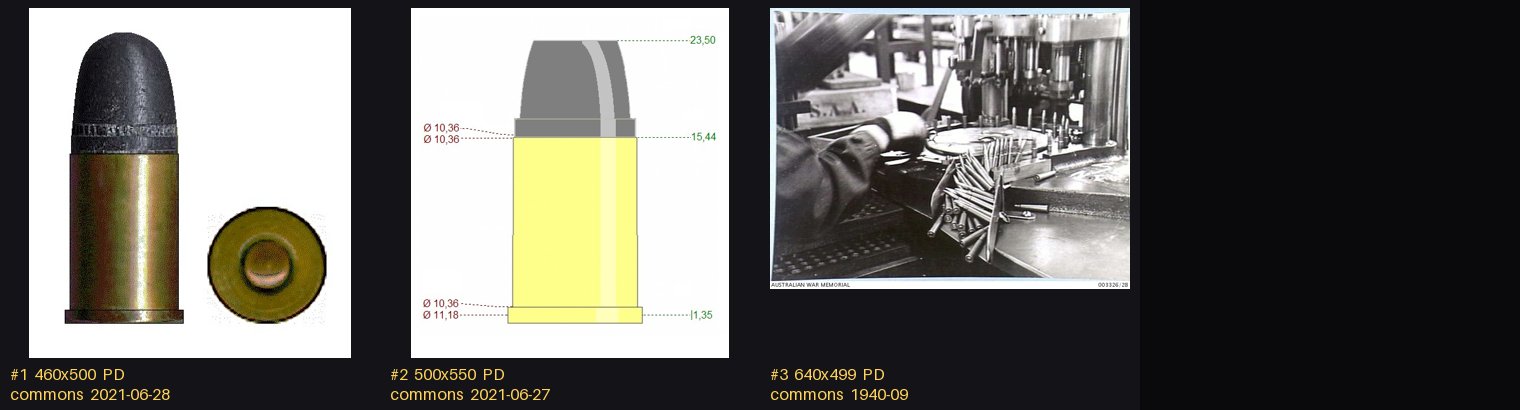 23,50
Ø 10,36
Ø 10,36
15,44
Ø 10,36
Ø 11,18
1,35
AUSTRALIAN WAR MEMORIAL
003326/28
#1 460x500 PD
commons 2021-06-28
#2 500x550 PD
commons 2021-06-27
#3 640x499 PD
commons 1940-09